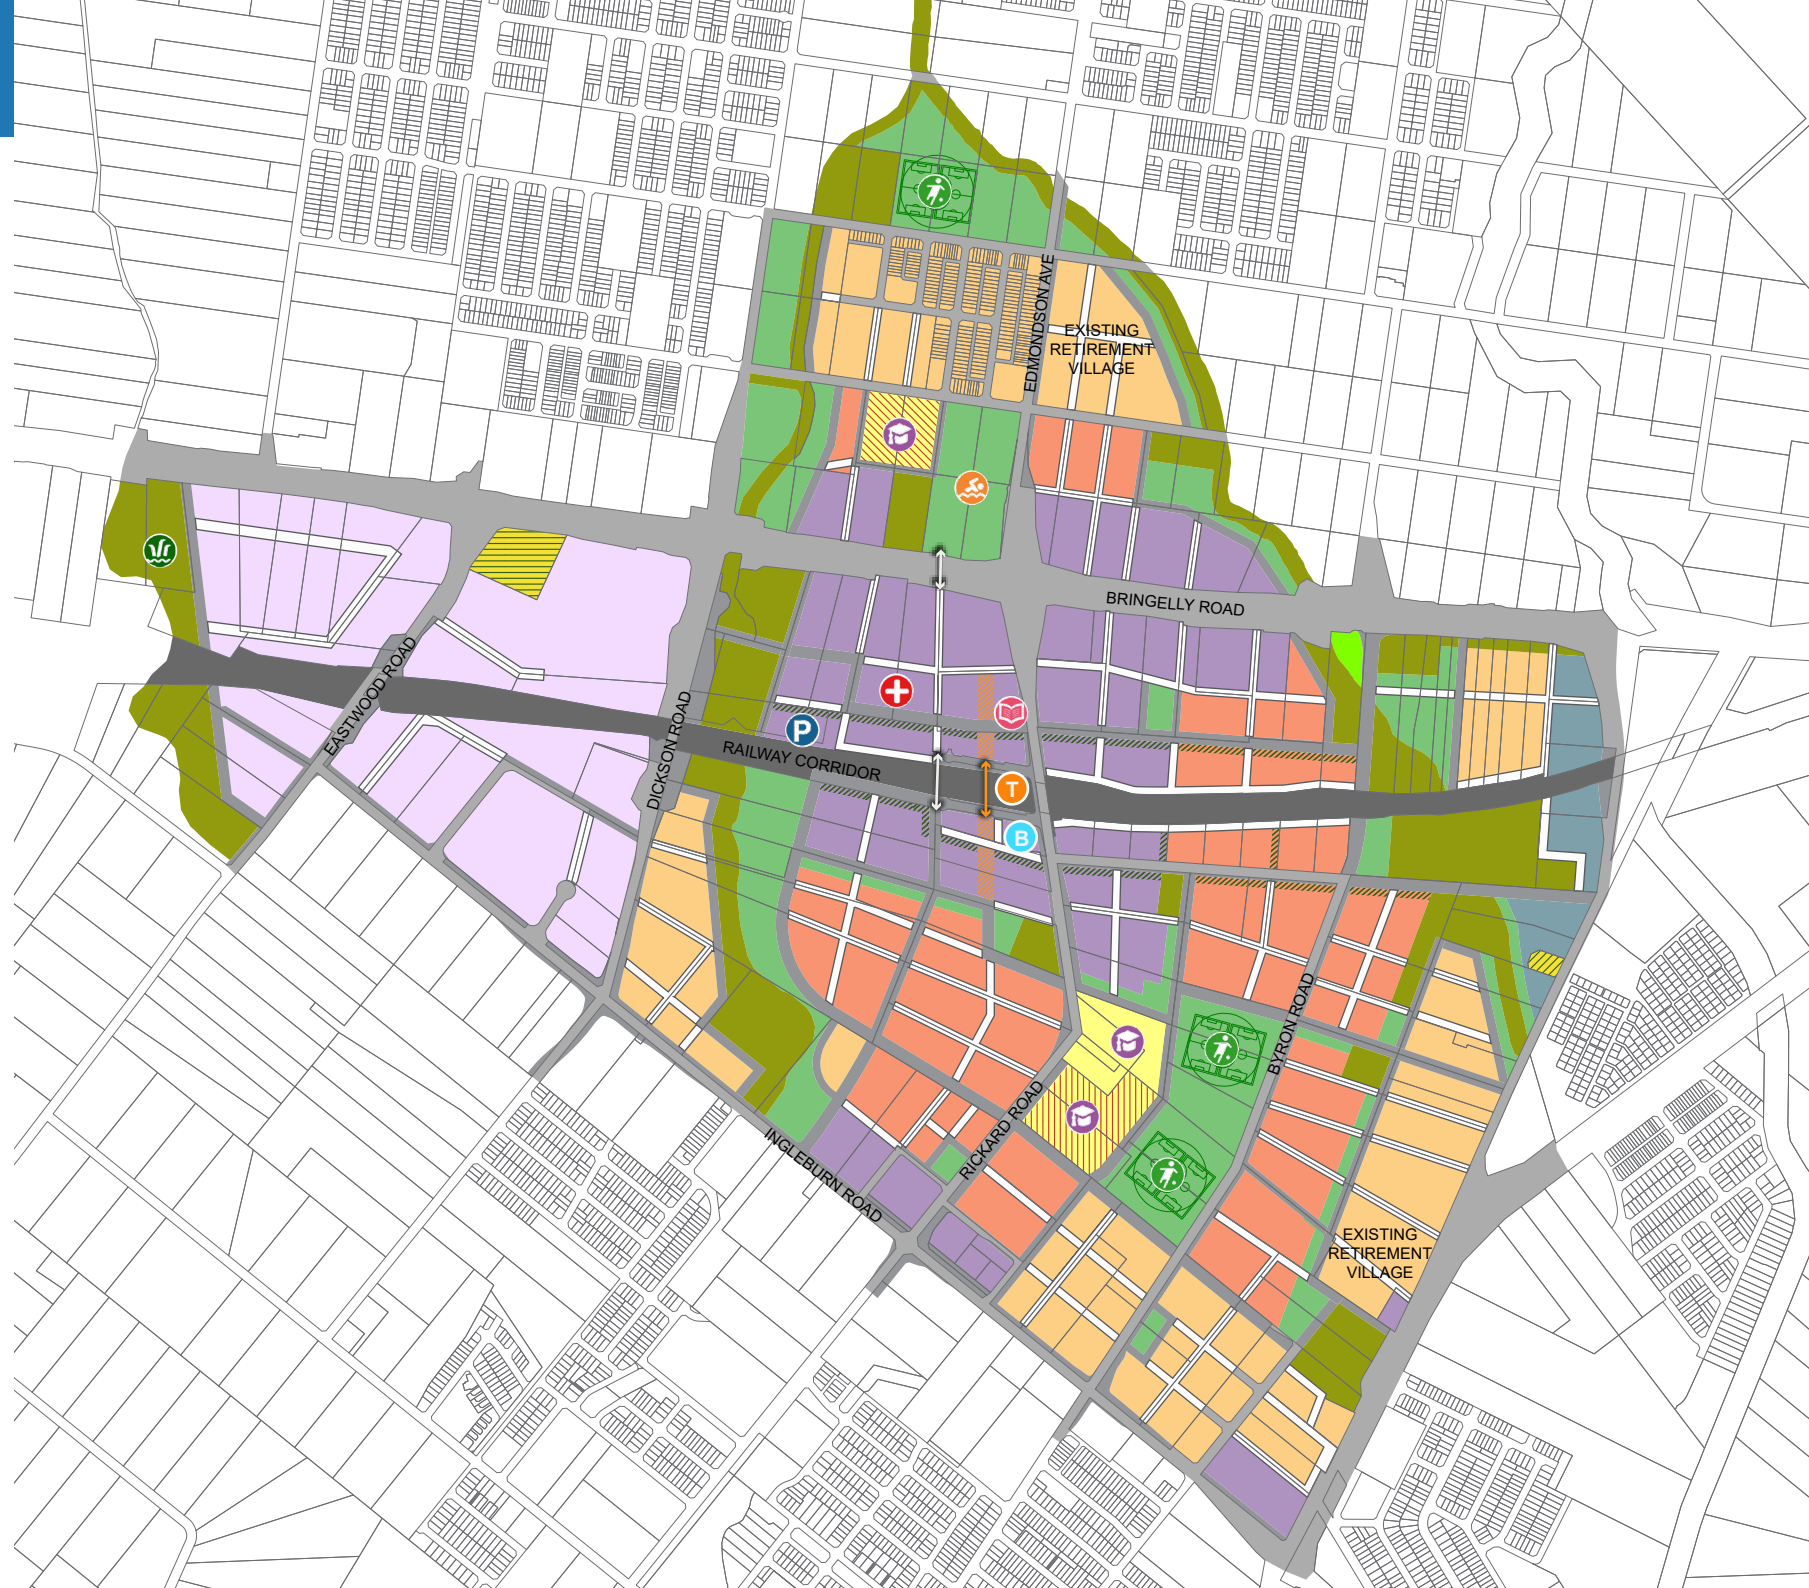 EDMONDSON AVE
EXISTING
RETIREMENT
VILLAGE
BRINGELLY ROAD
EASTWOOD ROAD
DICKSON ROAD
P
RAILWAY CORRIDOR
T
B
BYRON ROAD
RICKARD ROAD
INGLEBURN ROAD
EXISTING
RETIREMENT
VILLAGE